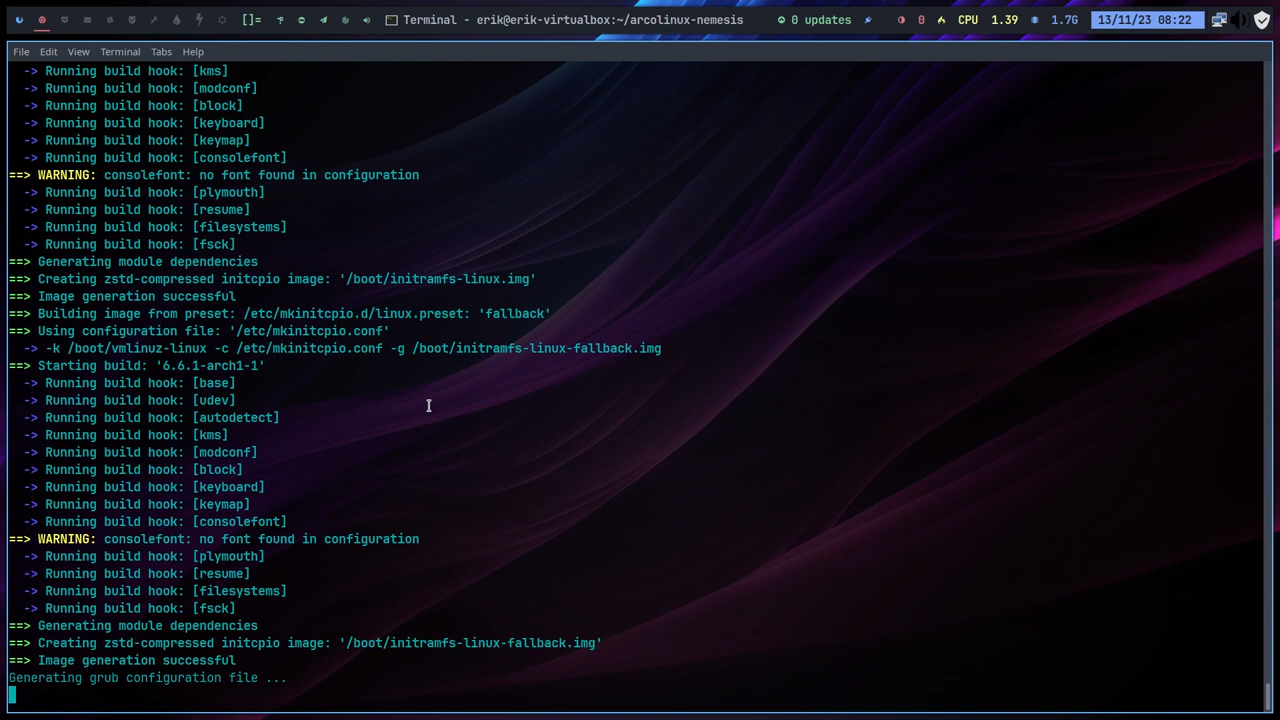 []= Terminal - erik@erik-virtualbox:~/arcolinux-nemesis 0 updates 0 CPU 1.39 1.7G 13/11/23 08:22
File Edit View Terminal Tabs Help
-> Running build hook: [kms]
-> Running build hook: [modconf]
-> Running build hook: [block]
-> Running build hook: [keyboard]
-> Running build hook: [keymap]
-> Running build hook: [consolefont]
==> WARNING: consolefont: no font found in configuration
-> Running build hook: [plymouth]
-> Running build hook: [resume]
-> Running build hook: [filesystems]
-> Running build hook: [fsck]
==> Generating module dependencies
==> Creating zstd-compressed initcpio image: '/boot/initramfs-linux.img'
==> Image generation successful
==> Building image from preset: /etc/mkinitcpio.d/linux.preset: 'fallback'
==> Using configuration file: '/etc/mkinitcpio.conf'
-> -k /boot/vmlinuz-linux -c /etc/mkinitcpio.conf -g /boot/initramfs-linux-fallback.img
==> Starting build: '6.6.1-arch1-1'
-> Running build hook: [base]
-> Running build hook: [udev]
-> Running build hook: [autodetect]
-> Running build hook: [kms]
-> Running build hook: [modconf]
-> Running build hook: [block]
-> Running build hook: [keyboard]
-> Running build hook: [keymap]
-> Running build hook: [consolefont]
==> WARNING: consolefont: no font found in configuration
-> Running build hook: [plymouth]
-> Running build hook: [resume]
-> Running build hook: [filesystems]
-> Running build hook: [fsck]
==> Generating module dependencies
==> Creating zstd-compressed initcpio image: '/boot/initramfs-linux-fallback.img'
==> Image generation successful
Generating grub configuration file ...